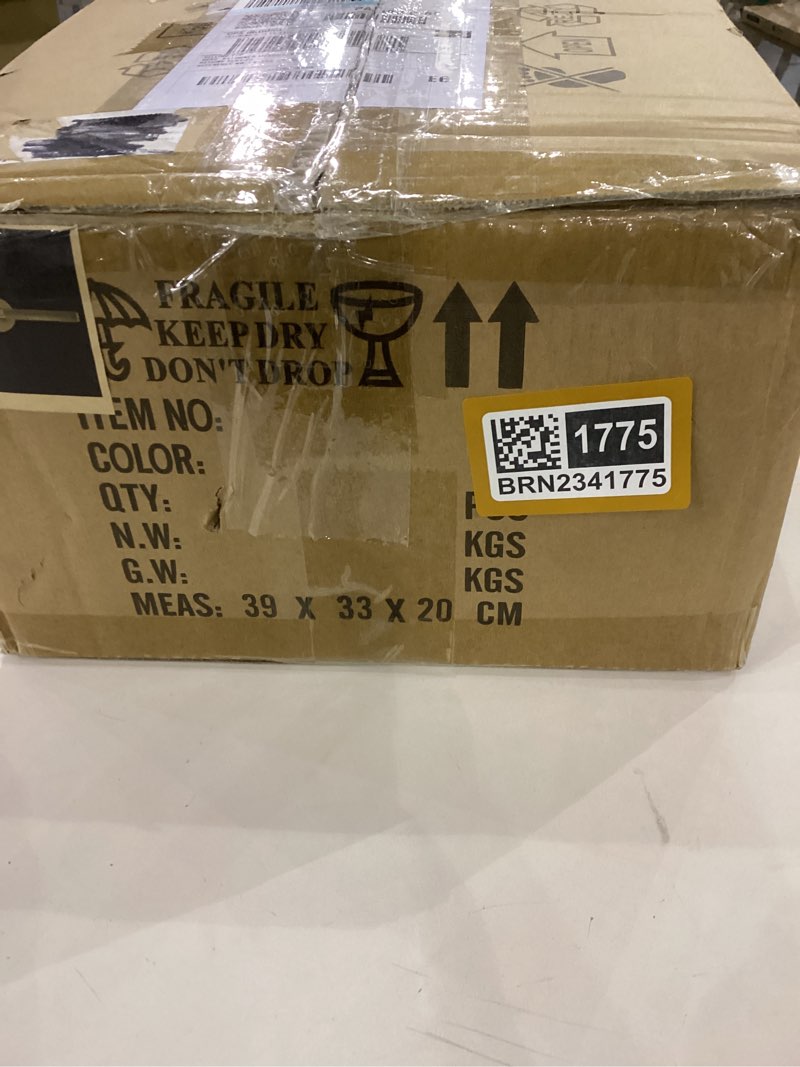 FRAGILE
KEEP DRY
DON'T DROP
ITEM NO:
COLOR:
QTY:
N.W: KGS
G.W: KGS
MEAS: 39 X 33 X 20 CM
1775
BRN2341775